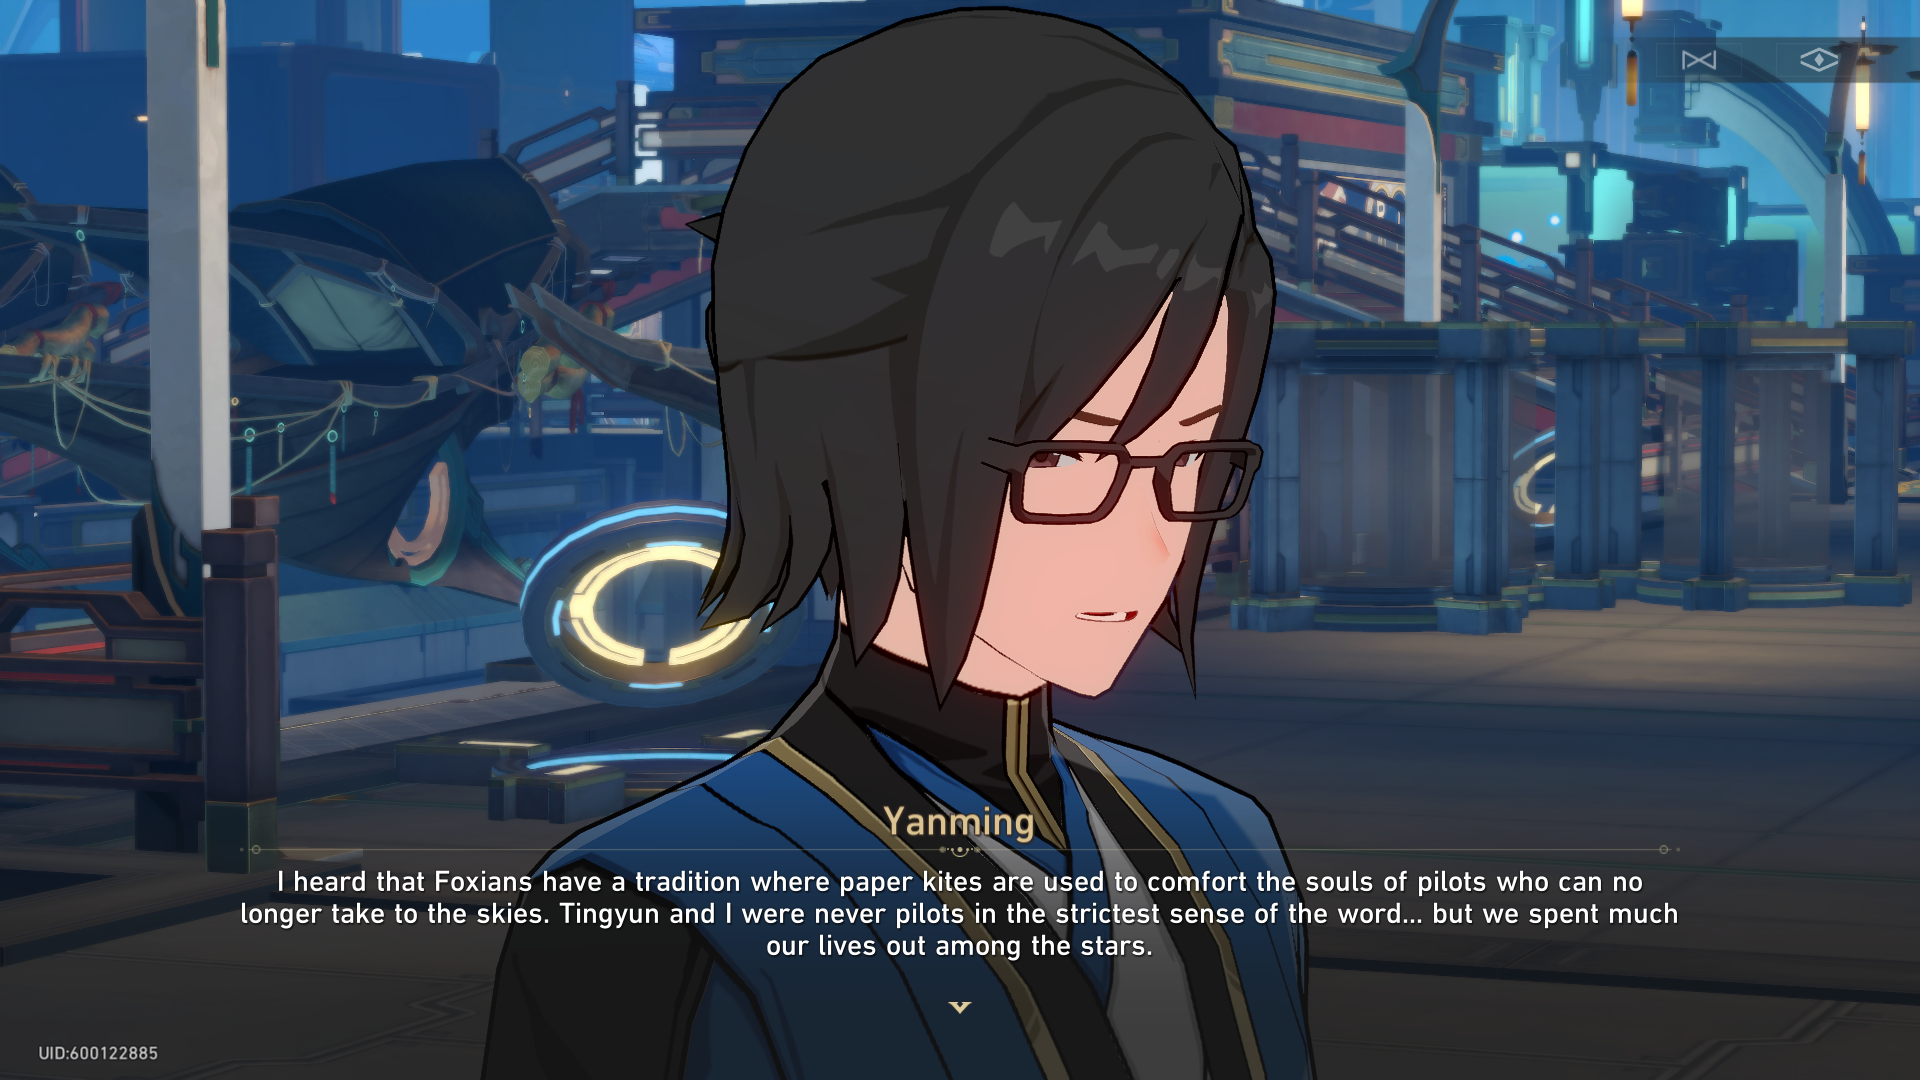 Yanming
I heard that Foxians have a tradition where paper kites are used to comfort the souls of pilots who can no
longer take to the skies. Tingyun and I were never pilots in the strictest sense of the word... but we spent much
our lives out among the stars.
UID:600122885